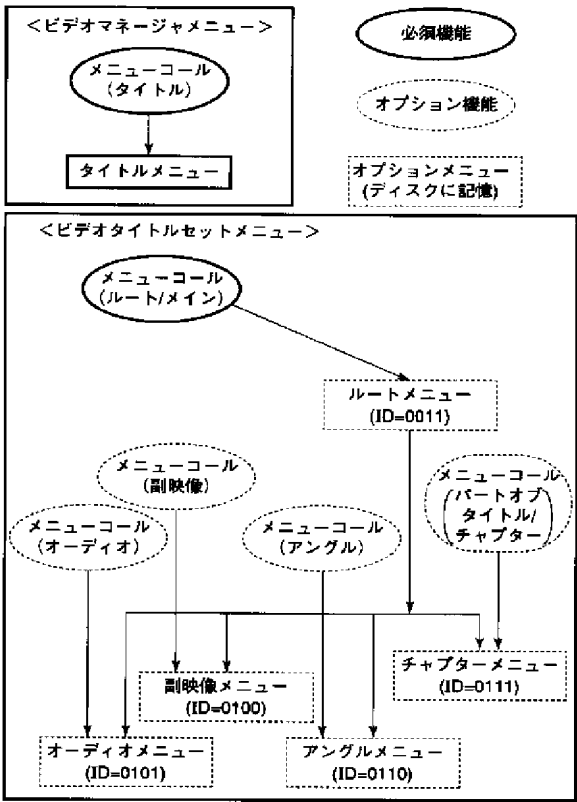 ＜ビデオマネージャメニュー＞
メニューコール
(タイトル)
タイトルメニュー
必須機能
オプション機能
オプションメニュー
(ディスクに記憶)
＜ビデオタイトルセットメニュー＞
メニューコール
(ルート/メイン)
ルートメニュー
(ID=0011)
メニューコール
(副映像)
メニューコール
(オーディオ)
メニューコール
(アングル)
メニューコール
(パートオブ
タイトル/
チャプター)
副映像メニュー
(ID=0100)
チャプターメニュー
(ID=0111)
オーディオメニュー
(ID=0101)
アングルメニュー
(ID=0110)